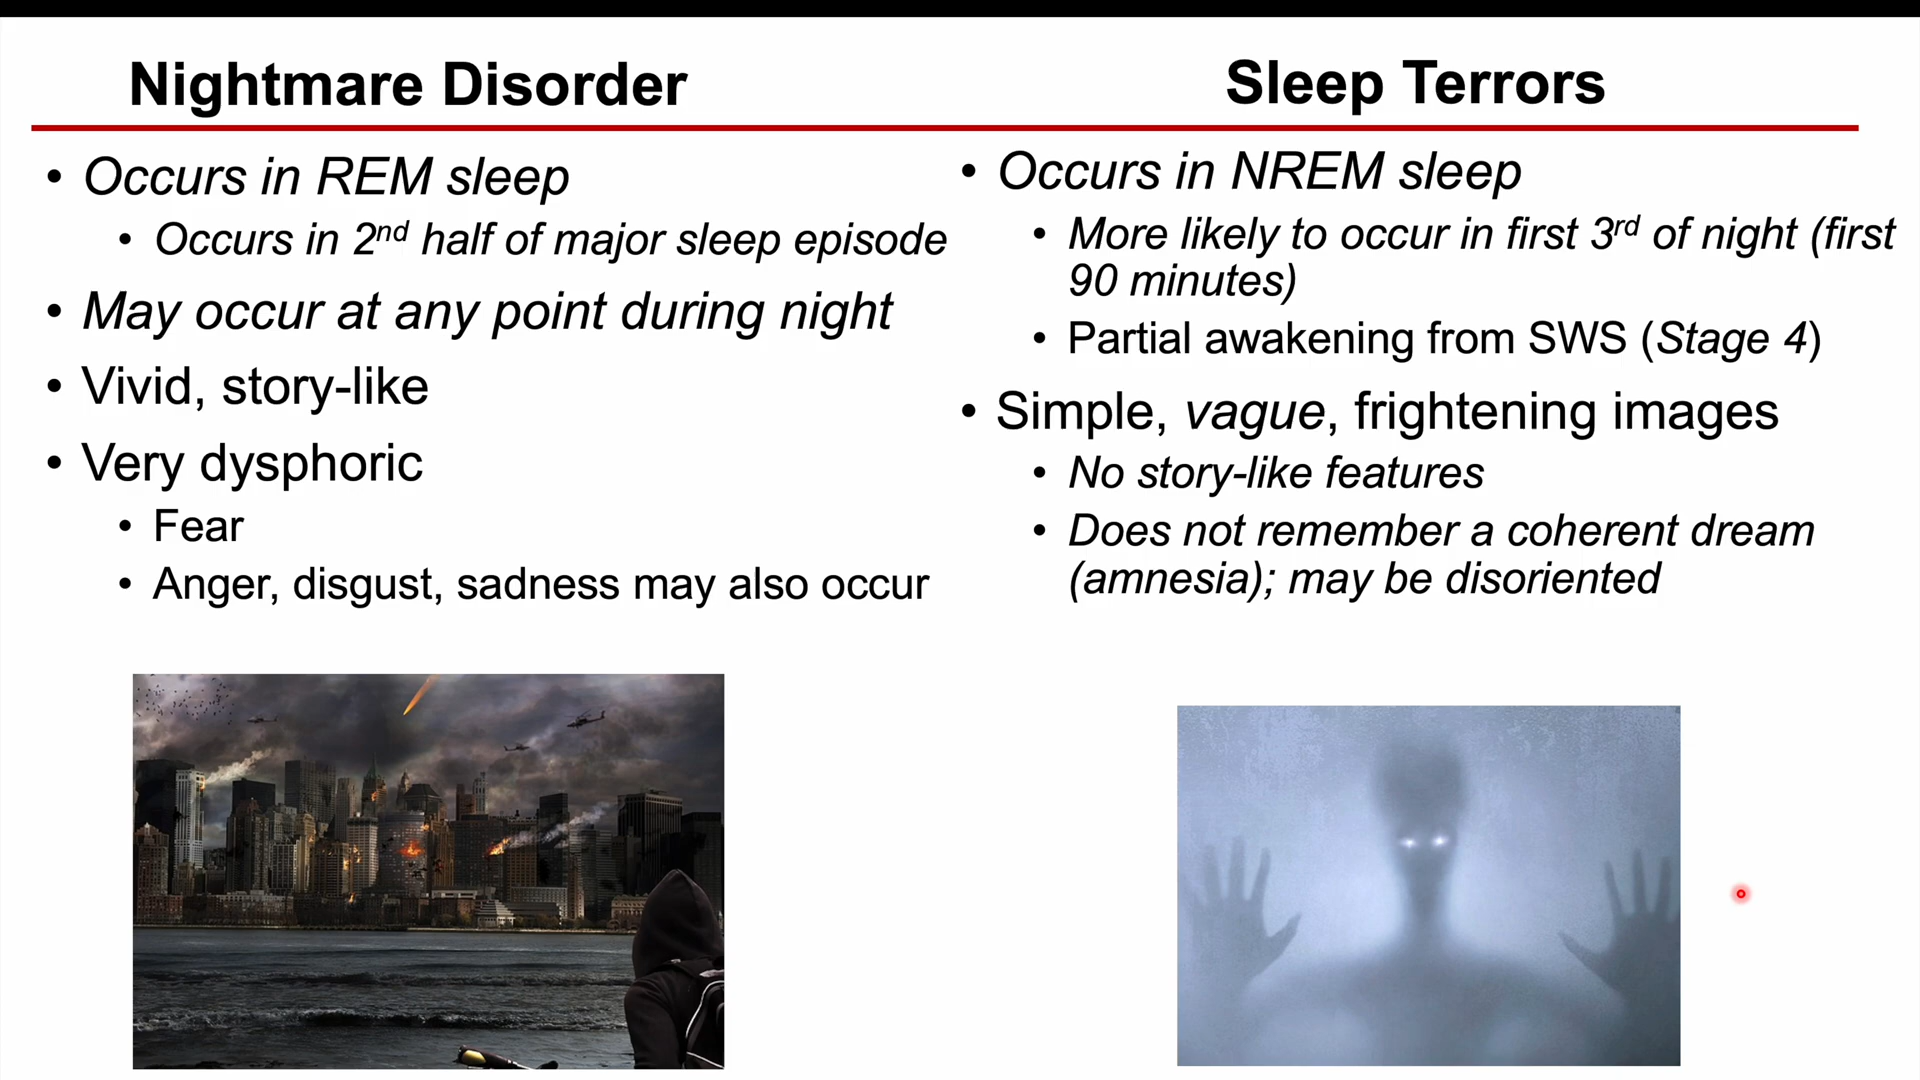 Nightmare Disorder
• Occurs in REM sleep
• Occurs in 2nd half of major sleep episode
• May occur at any point during night
• Vivid, story-like
• Very dysphoric
• Fear
• Anger, disgust, sadness may also occur
Sleep Terrors
• Occurs in NREM sleep
• More likely to occur in first 3rd of night (first
90 minutes)
• Partial awakening from SWS (Stage 4)
• Simple, vague, frightening images
• No story-like features
• Does not remember a coherent dream
(amnesia); may be disoriented